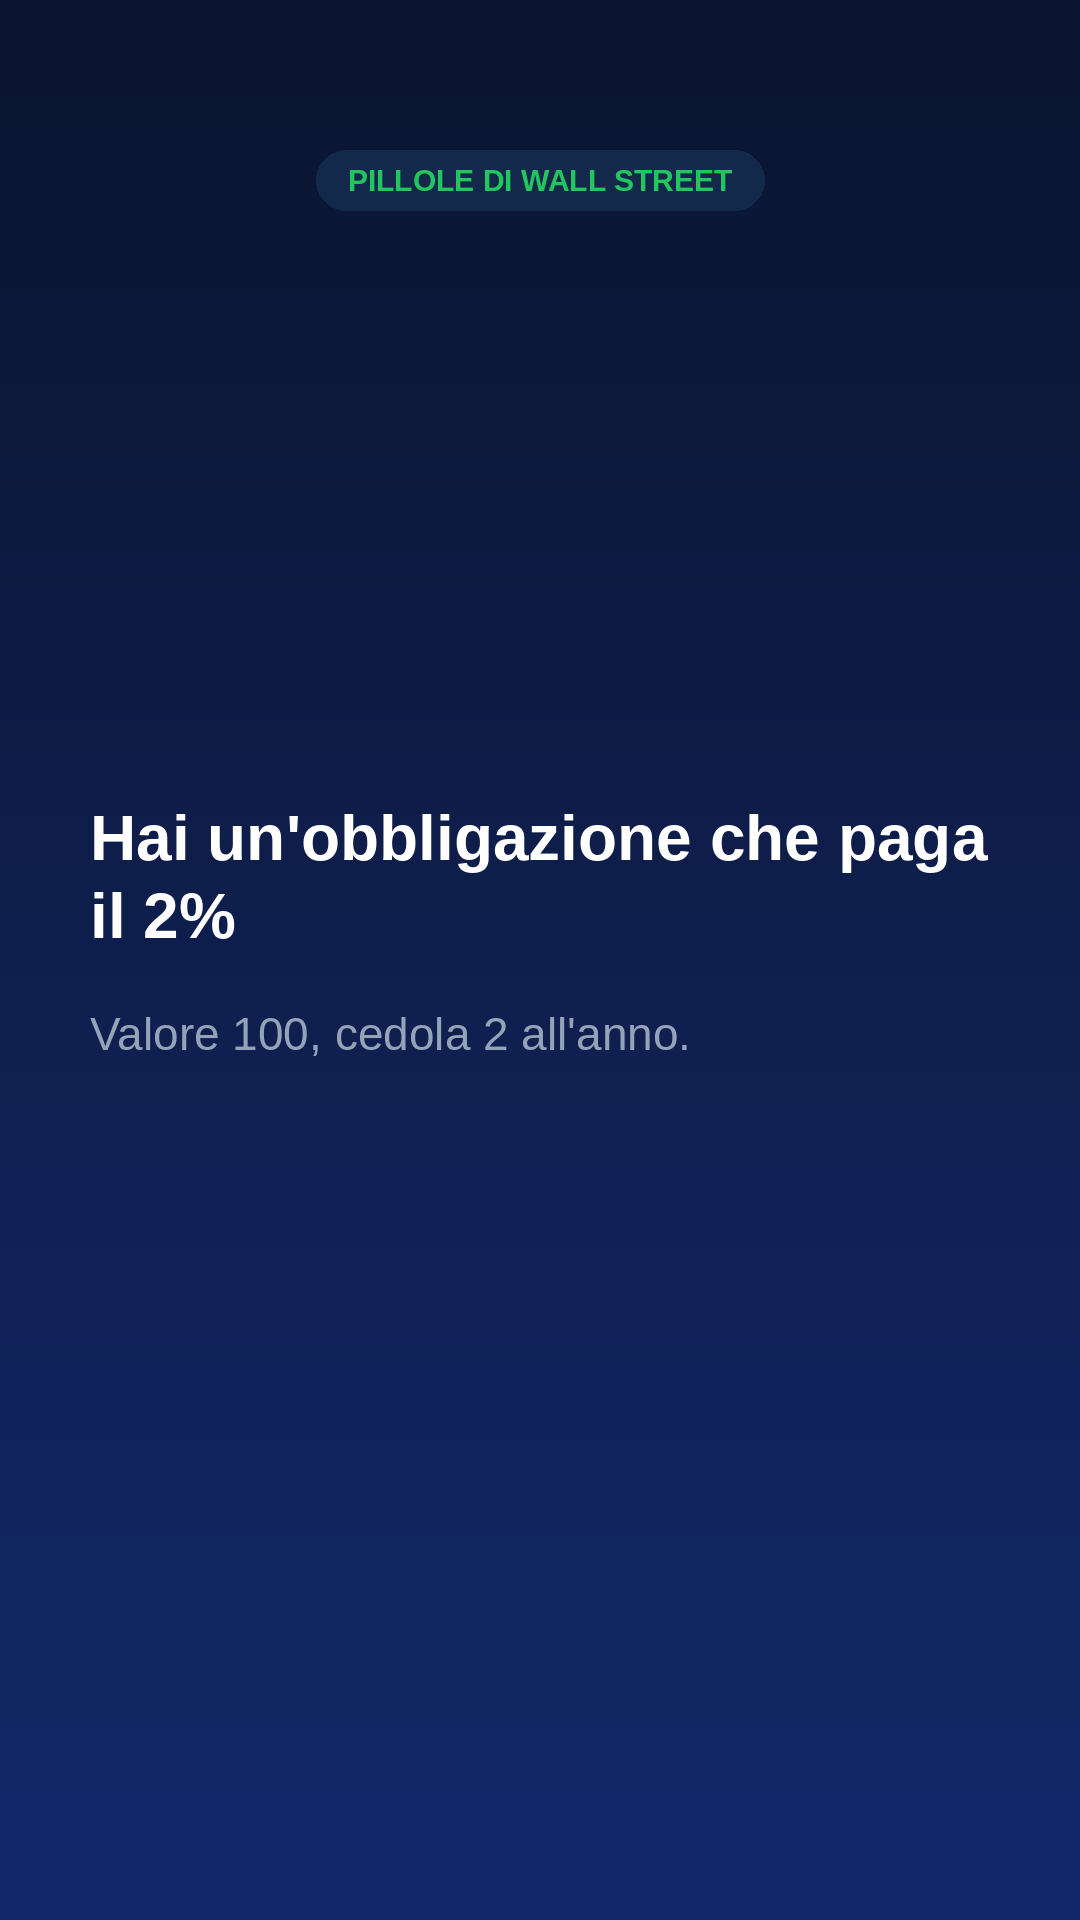 PILLOLE DI WALL STREET
Hai un'obbligazione che paga
il 2%
Valore 100, cedola 2 all'anno.